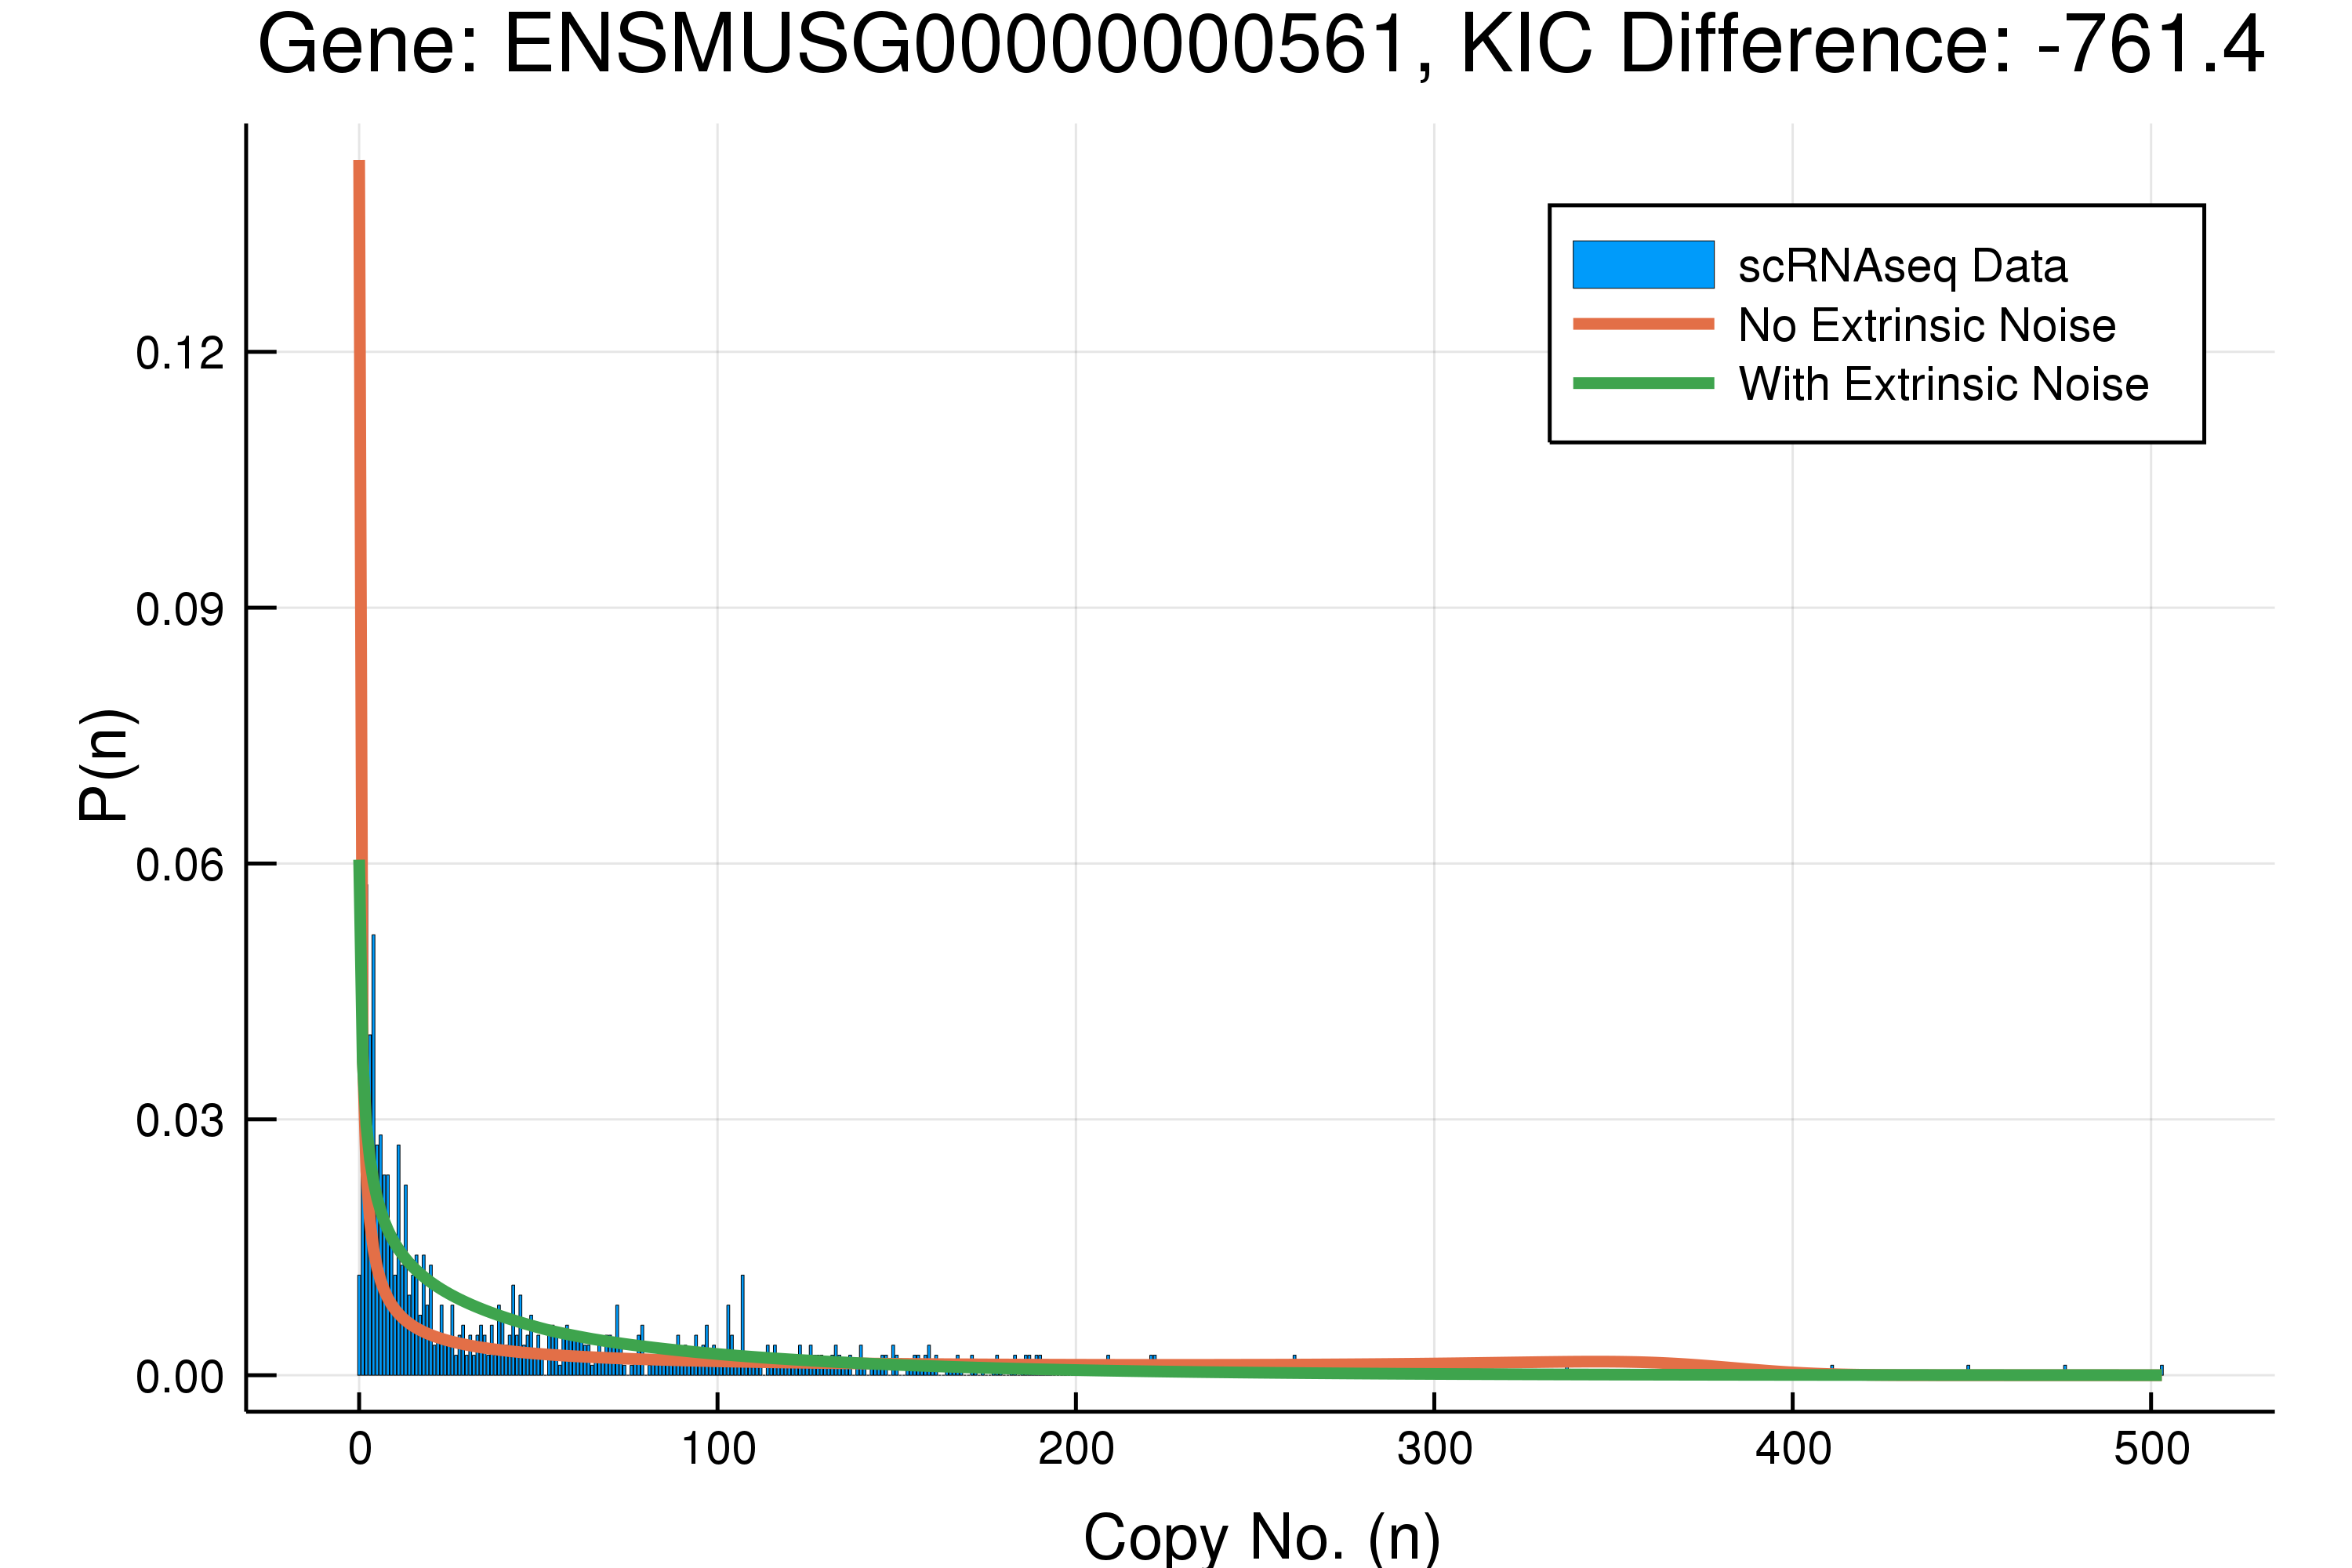 Gene: ENSMUSG00000000561, KIC Difference: -761.4
scRNAseq Data
No Extrinsic Noise
With Extrinsic Noise
0.12
0.09
0.06
0.03
0.00
P(n)
0 100 200 300 400 500
Copy No. (n)